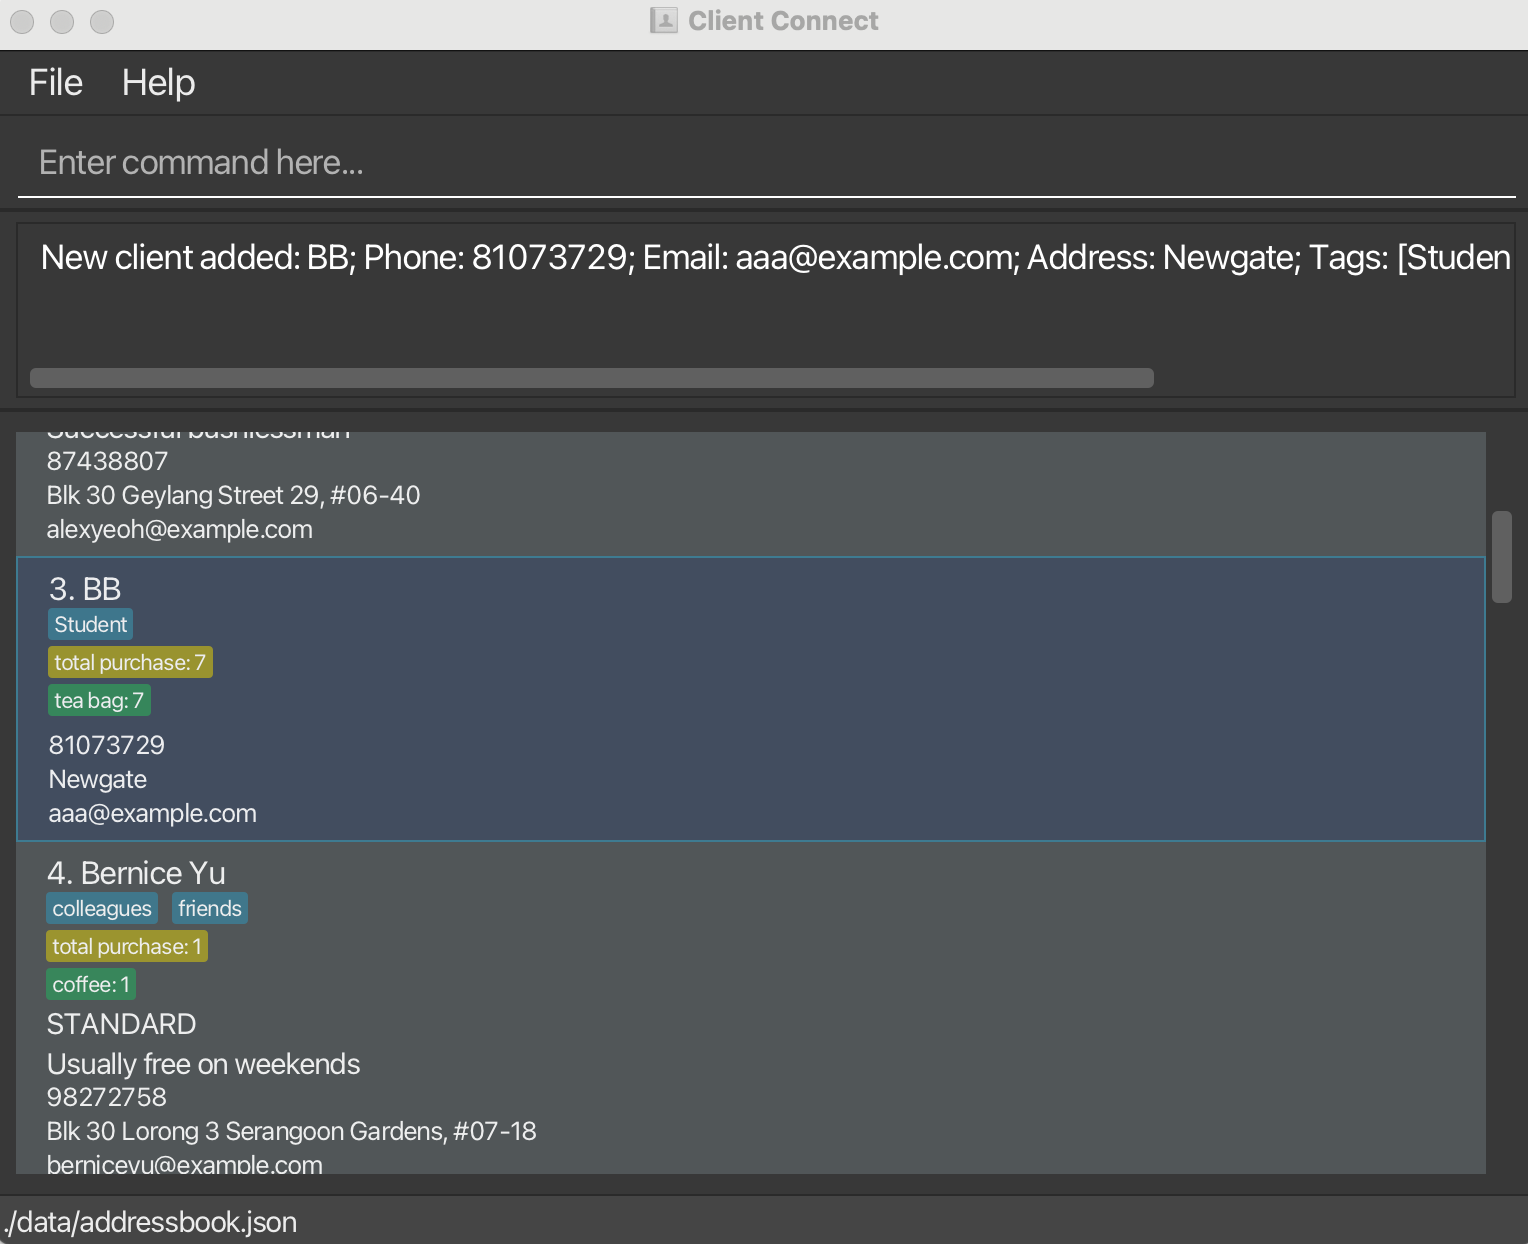 Client Connect
File Help
Enter command here...
New client added: BB; Phone: 81073729; Email: aaa@example.com; Address: Newgate; Tags: [Studen
Successful businessman
87438807
Blk 30 Geylang Street 29, #06-40
alexyeoh@example.com
3. BB
Student
total purchase: 7
tea bag: 7
81073729
Newgate
aaa@example.com
4. Bernice Yu
colleagues friends
total purchase: 1
coffee: 1
STANDARD
Usually free on weekends
98272758
Blk 30 Lorong 3 Serangoon Gardens, #07-18
berniceyu@example.com
./data/addressbook.json